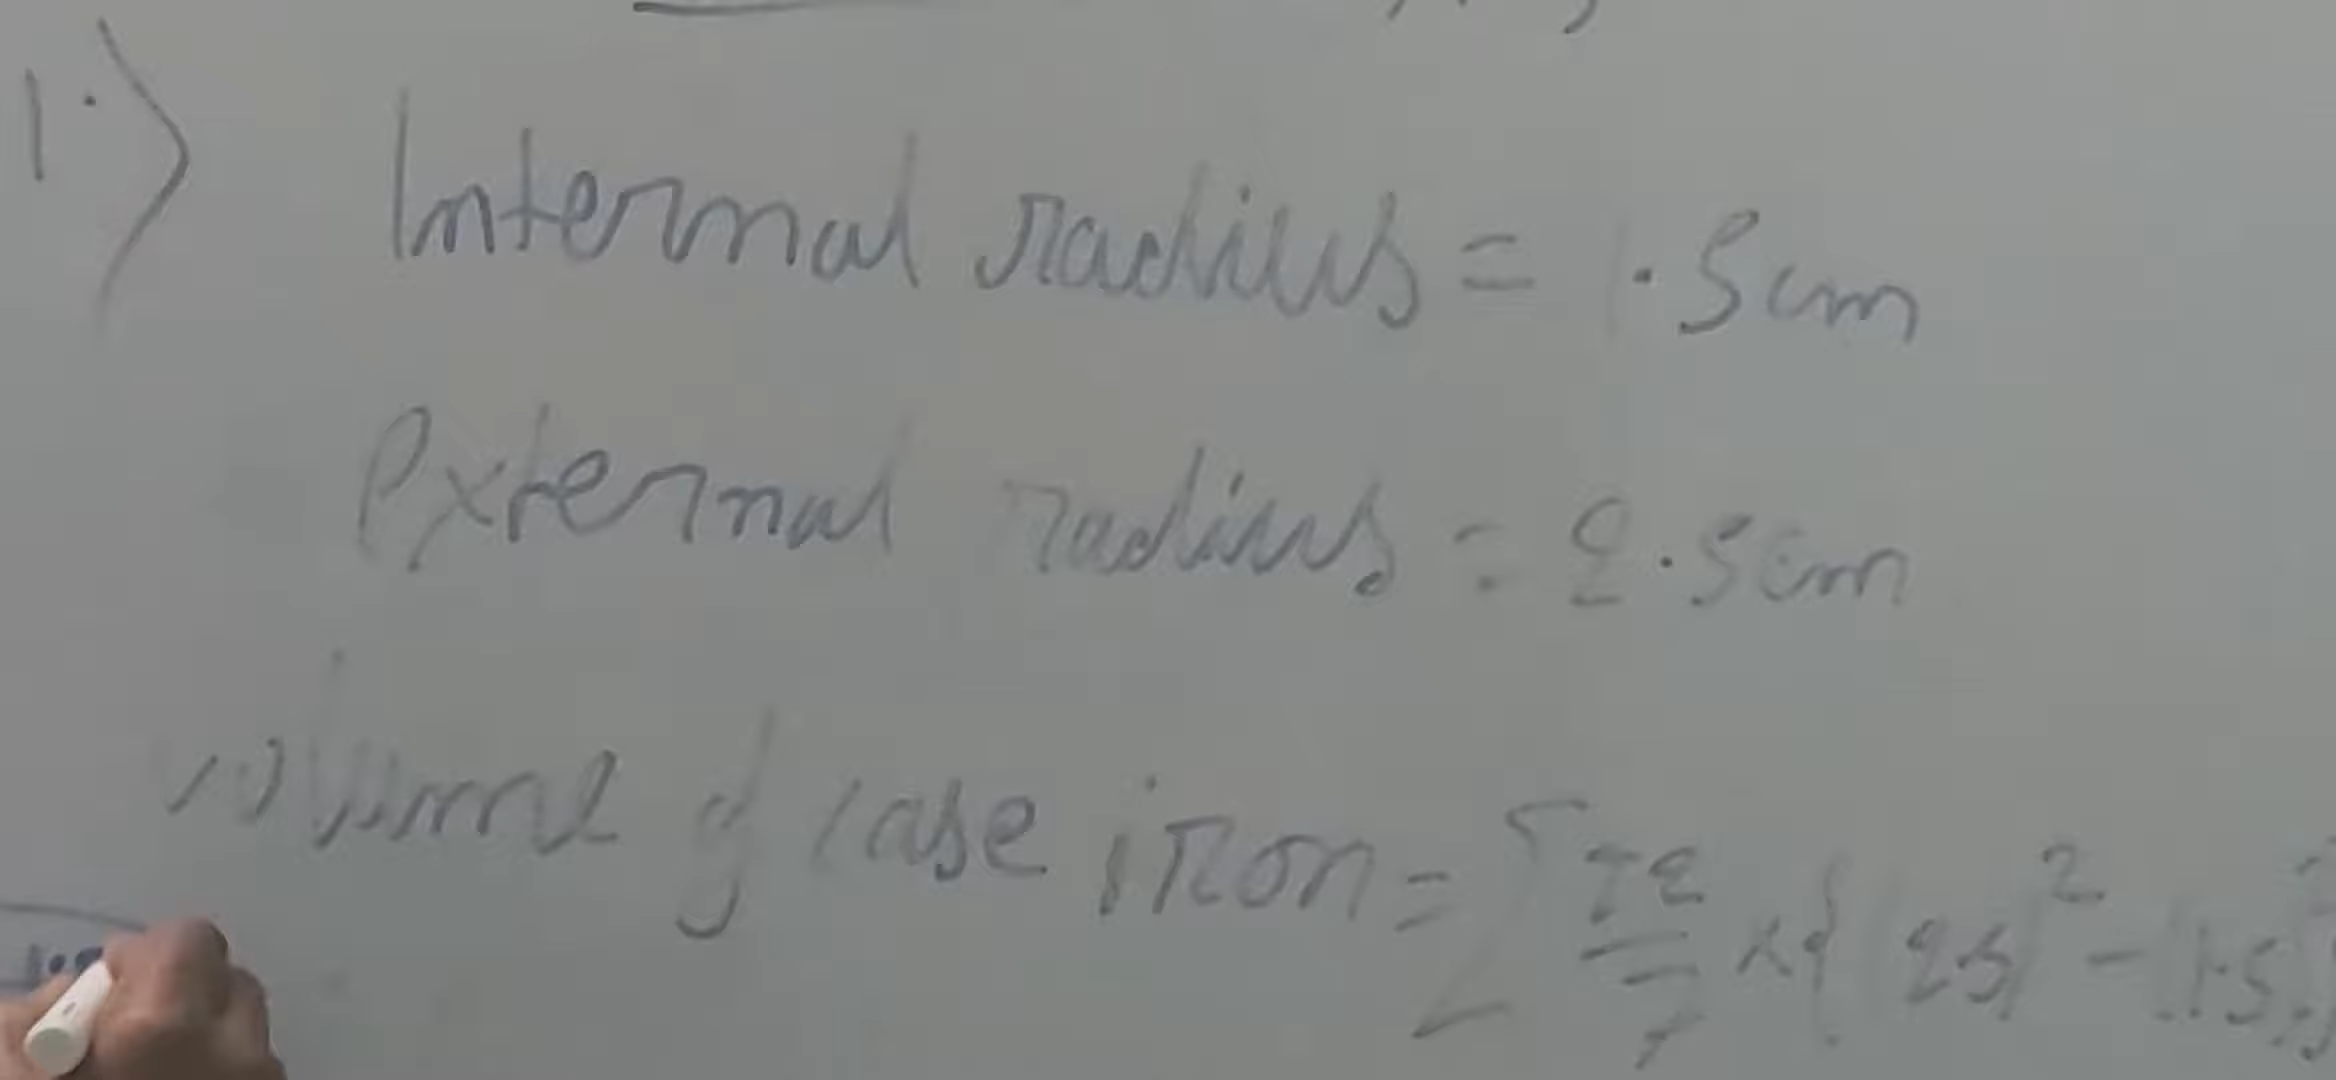 1.)
Internal radius = 1.5cm
External radius = 2.5cm
volume of case iron = [22/7 x{(2.5)² - (1.5)²}